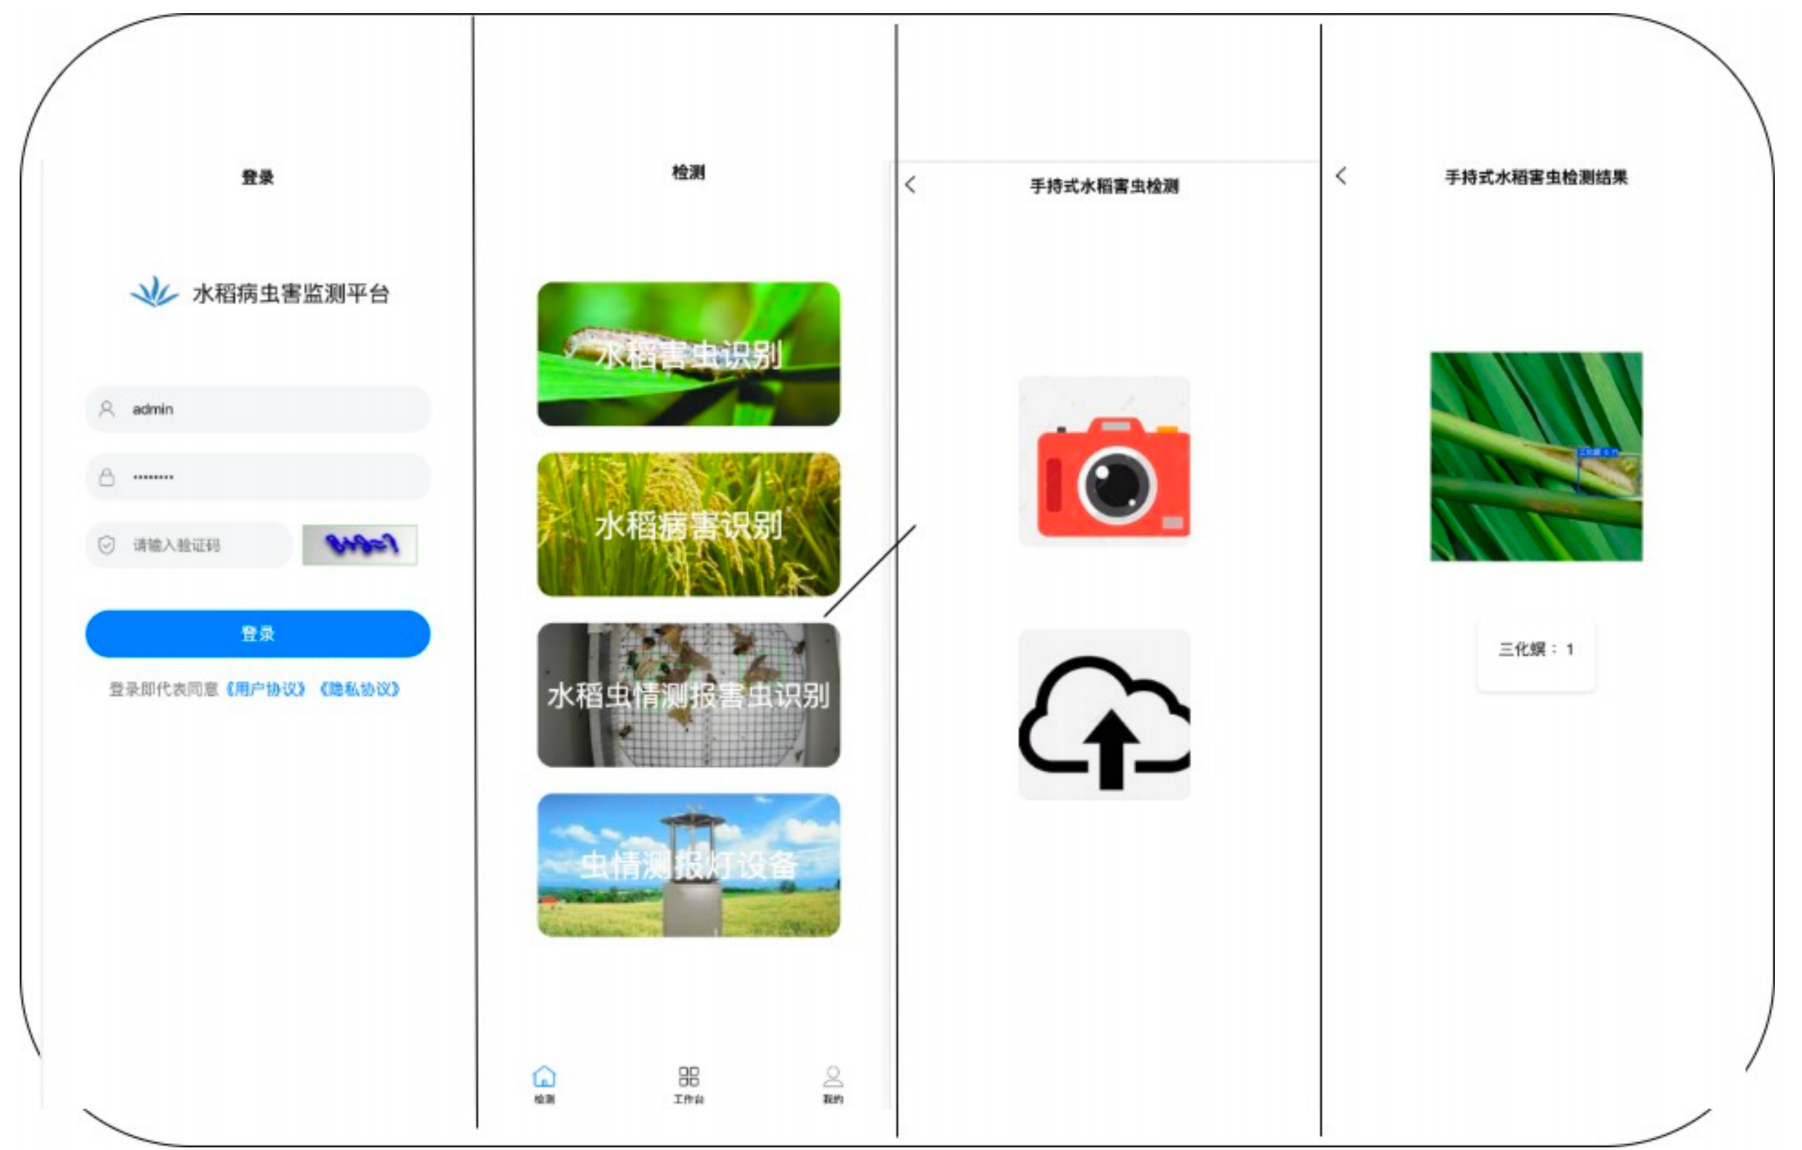 登录
水稻病虫害监测平台
admin
········
请输入验证码
8+8=?
登录
登录即代表同意《用户协议》《隐私协议》
检测
水稻害虫识别
水稻病害识别
水稻虫情测报害虫识别
虫情测报灯设备
检测
工作台
我的
手持式水稻害虫检测
手持式水稻害虫检测结果
三化螟
三化螟：1